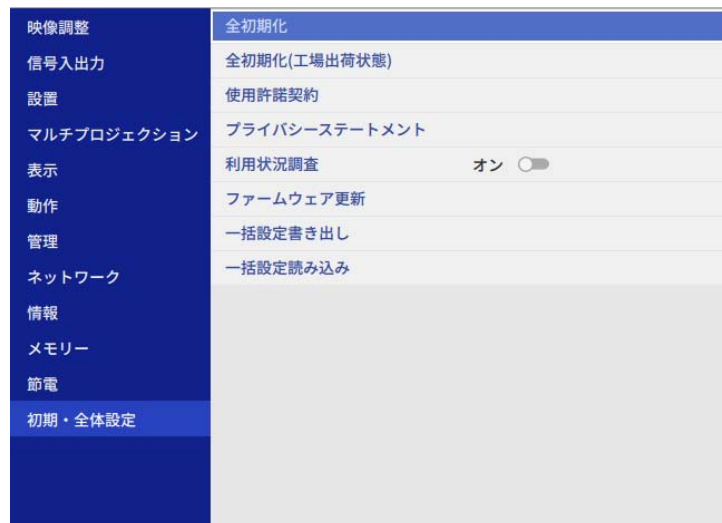 映像調整
信号入出力
設置
マルチプロジェクション
表示
動作
管理
ネットワーク
情報
メモリー
節電
初期・全体設定
全初期化
全初期化(工場出荷状態)
使用許諾契約
プライバシーステートメント
利用状況調査 オン
ファームウェア更新
一括設定書き出し
一括設定読み込み